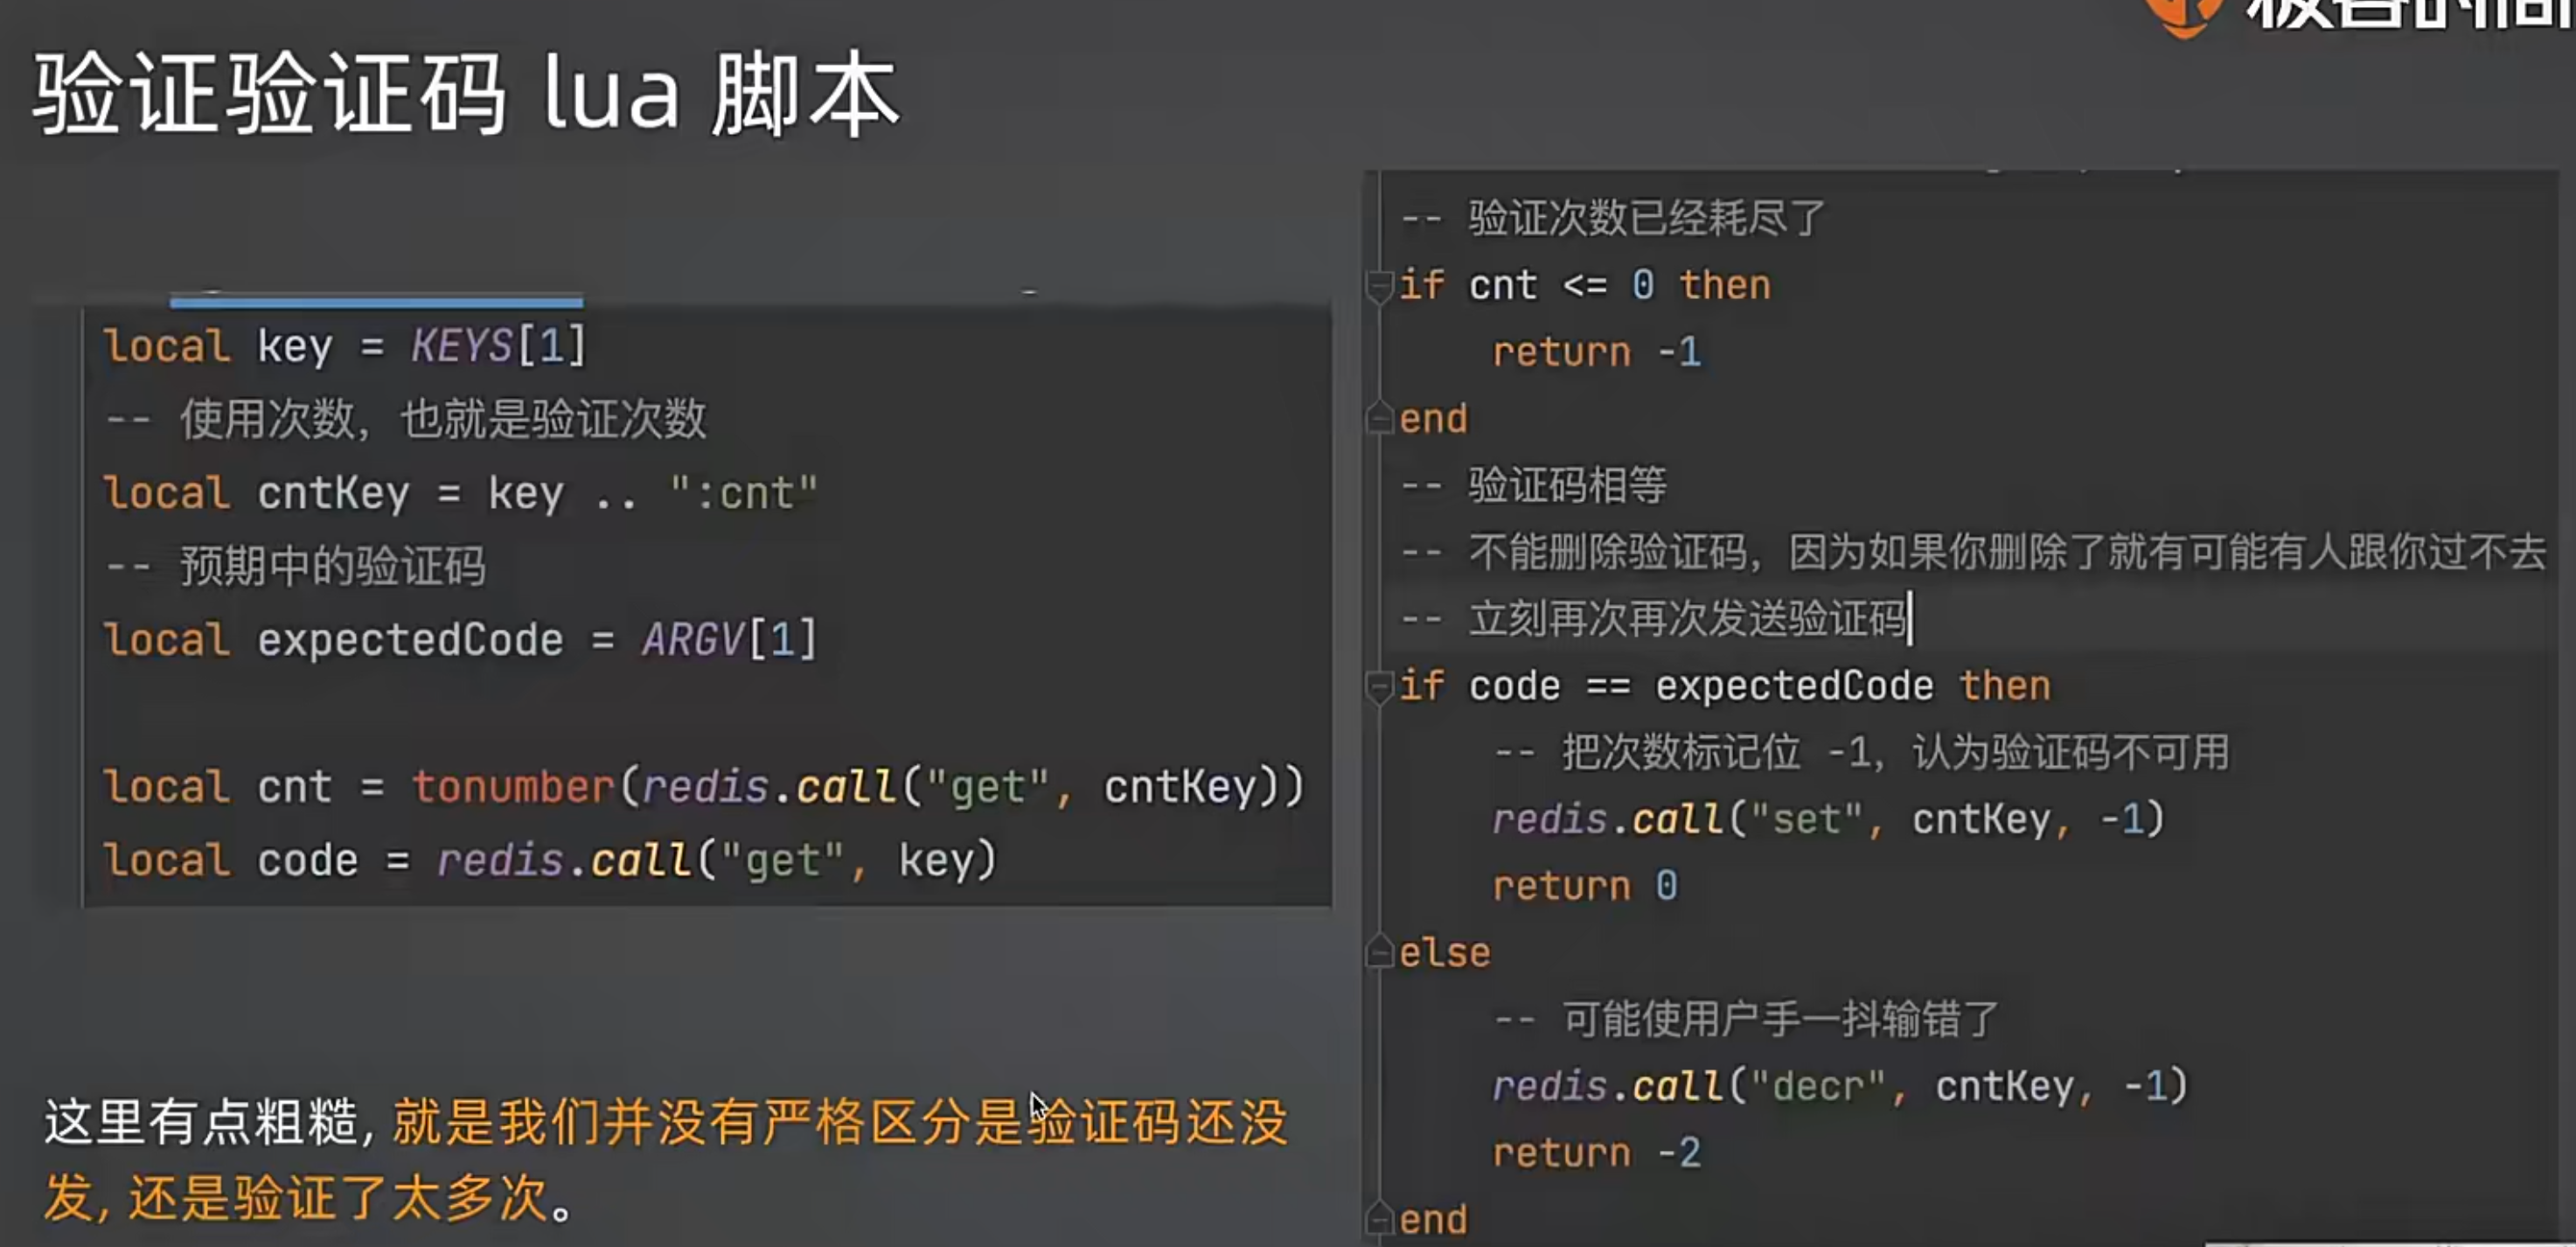 验证验证码 lua 脚本
local key = KEYS[1]
-- 使用次数，也就是验证次数
local cntKey = key .. ":cnt"
-- 预期中的验证码
local expectedCode = ARGV[1]
local cnt = tonumber(redis.call("get", cntKey))
local code = redis.call("get", key)
这里有点粗糙，就是我们并没有严格区分是验证码还没
发，还是验证了太多次。
-- 验证次数已经耗尽了
if cnt <= 0 then
return -1
end
-- 验证码相等
-- 不能删除验证码，因为如果你删除了就有可能有人跟你过不去
-- 立刻再次再次发送验证码
if code == expectedCode then
-- 把次数标记位 -1，认为验证码不可用
redis.call("set", cntKey, -1)
return 0
else
-- 可能使用户手一抖输错了
redis.call("decr", cntKey, -1)
return -2
end